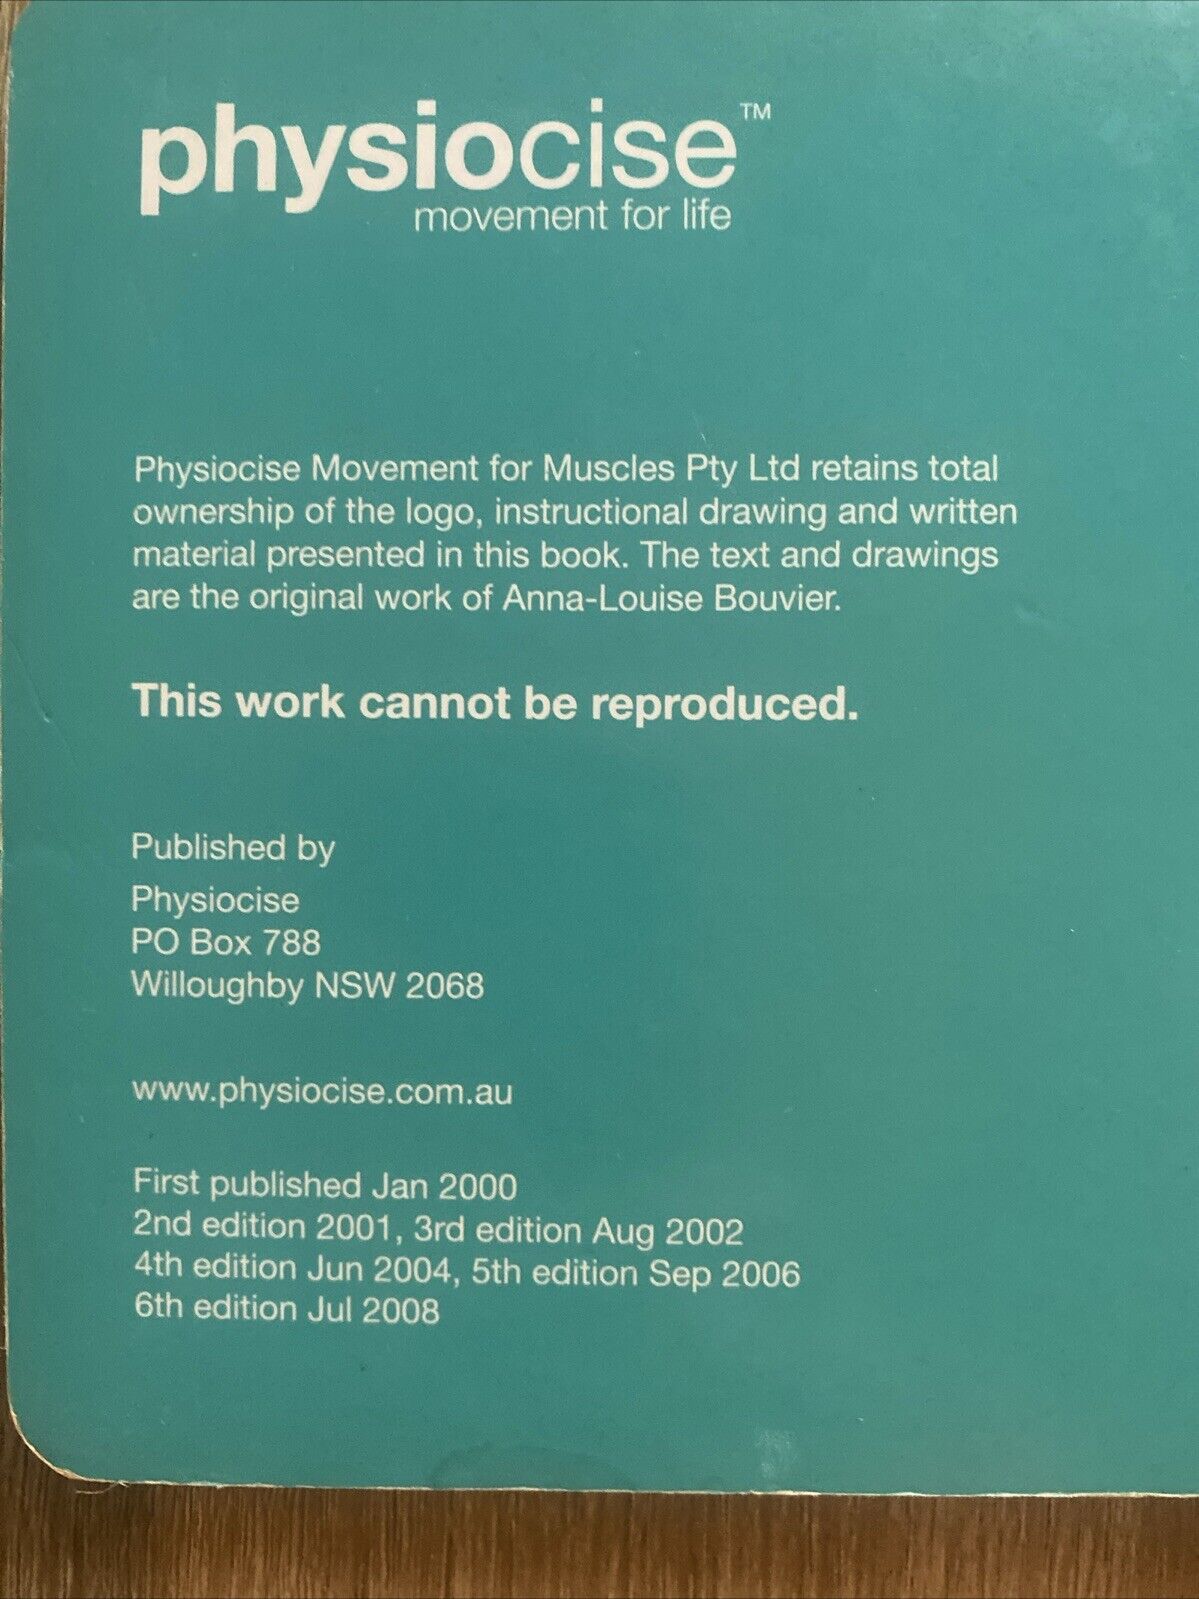 physiocise™
movement for life
Physiocise Movement for Muscles Pty Ltd retains total
ownership of the logo, instructional drawing and written
material presented in this book. The text and drawings
are the original work of Anna-Louise Bouvier.
This work cannot be reproduced.
Published by
Physiocise
PO Box 788
Willoughby NSW 2068
www.physiocise.com.au
First published Jan 2000
2nd edition 2001, 3rd edition Aug 2002
4th edition Jun 2004, 5th edition Sep 2006
6th edition Jul 2008